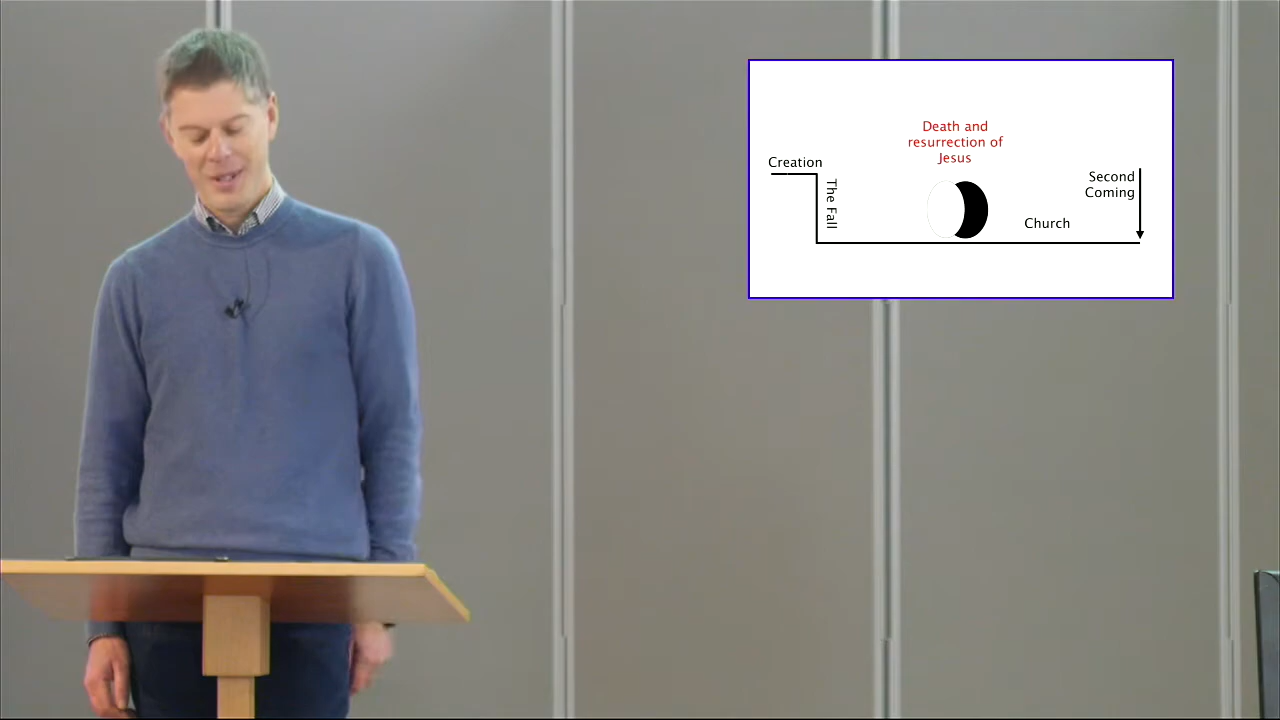 Death and
resurrection of
Jesus
Creation
The Fall
Second
Coming
Church